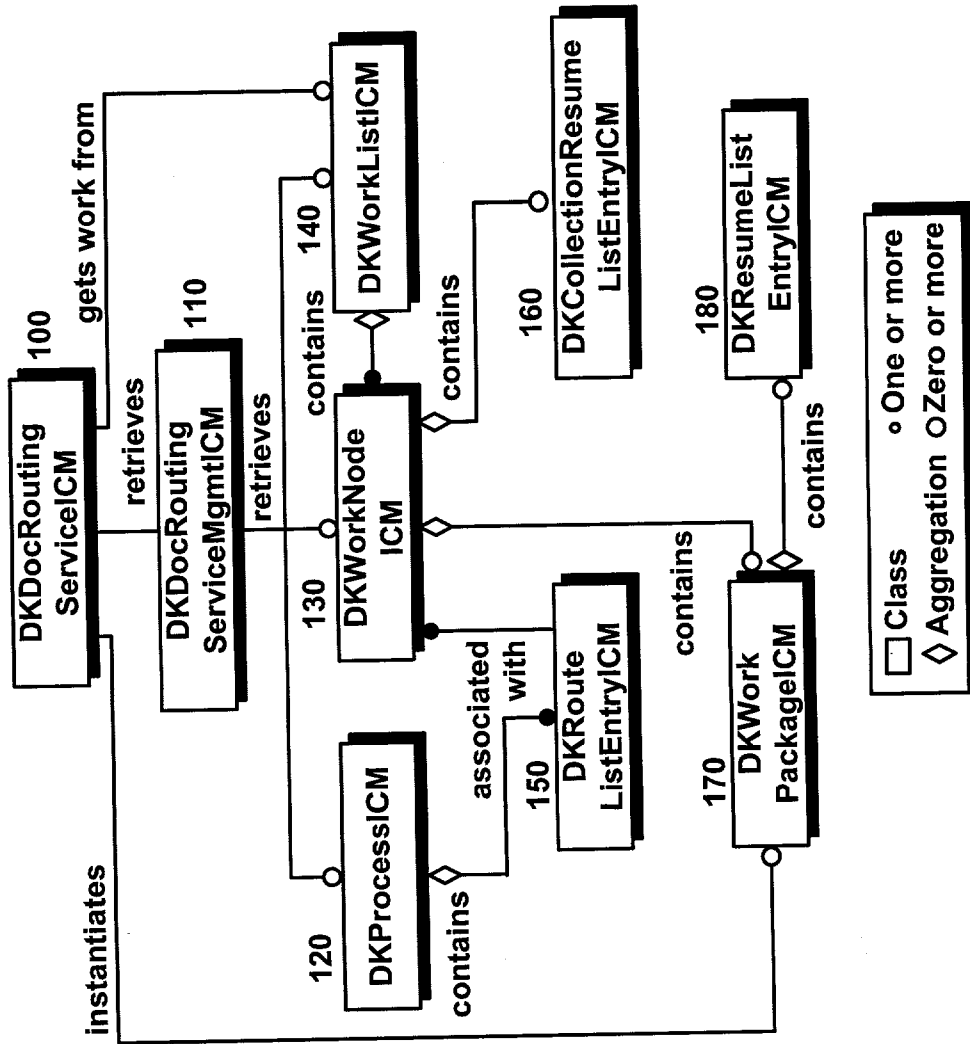 100
DKDocRouting
ServiceICM
instantiates
retrieves
gets work from
110
DKDocRouting
ServiceMgmtICM
retrieves
120
DKProcessICM
130
DKWorkNode
ICM
contains
140
DKWorkListICM
contains
associated
with
contains
150
DKRoute
ListEntryICM
160
DKCollectionResume
ListEntryICM
contains
170
DKWork
PackageICM
contains
180
DKResumeList
EntryICM
Class
One or more
Aggregation
Zero or more